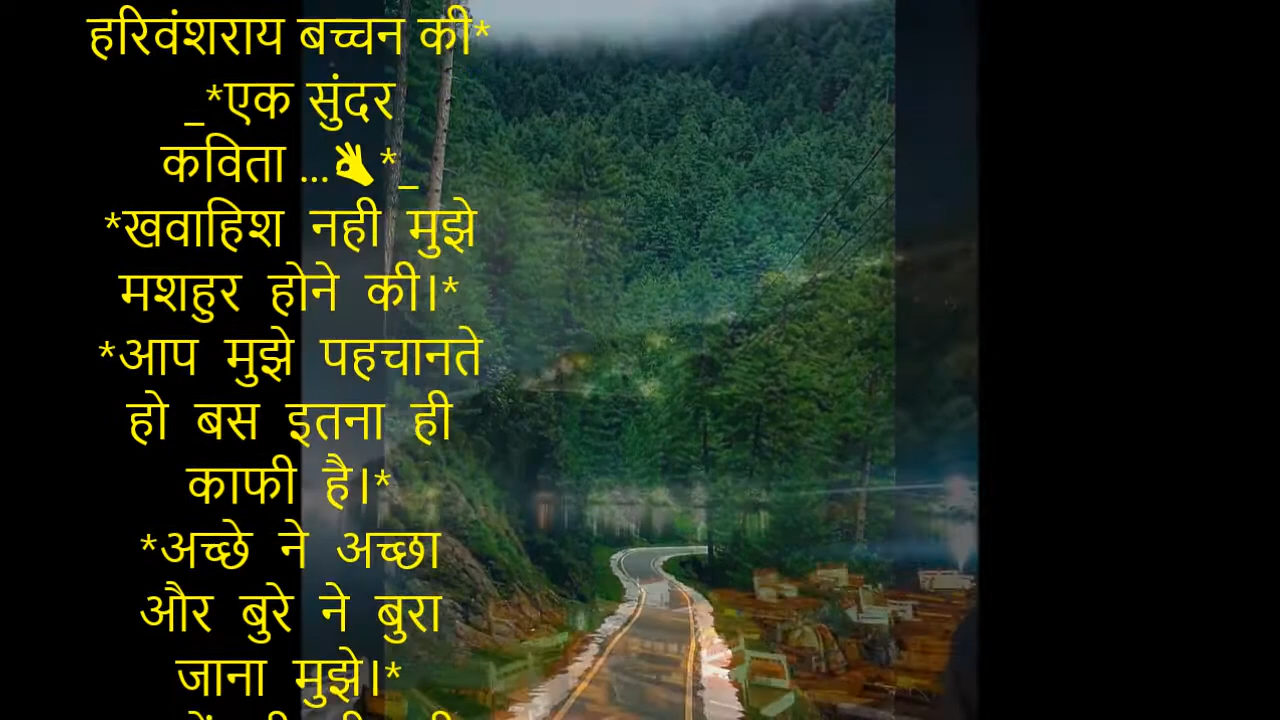 हरिवंशराय बच्चन की*
_*एक सुंदर
कविता ...👌*_
*खवाहिश नही मुझे
मशहुर होने की।*
*आप मुझे पहचानते
हो बस इतना ही
काफी है।*
*अच्छे ने अच्छा
और बुरे ने बुरा
जाना मुझे।*